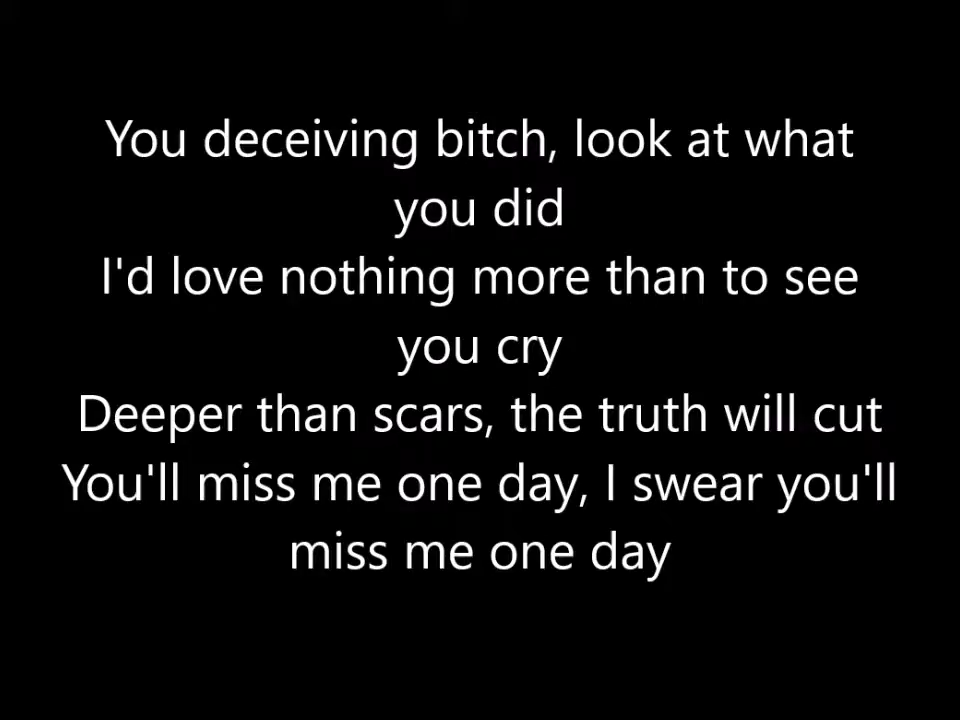 You deceiving bitch, look at what
you did
I'd love nothing more than to see
you cry
Deeper than scars, the truth will cut
You'll miss me one day, I swear you'll
miss me one day